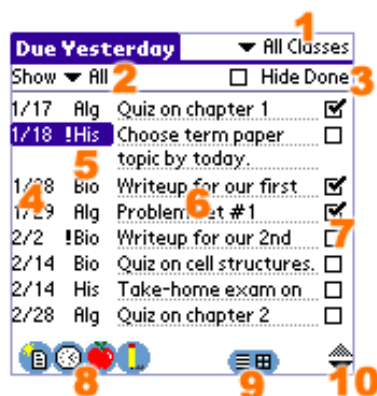 1
Due Yesterday All Classes
Show All 2 Hide Done 3
1/17 Alg Quiz on chapter 1
1/18 !His Choose term paper
topic by today.
5
1/28 Bio Writeup for our first
4 6
1/29 Alg Problem Set #1
7
2/2 !Bio Writeup for our 2nd
2/14 Bio Quiz on cell structures.
2/14 His Take-home exam on
2/28 Alg Quiz on chapter 2
8 9 10